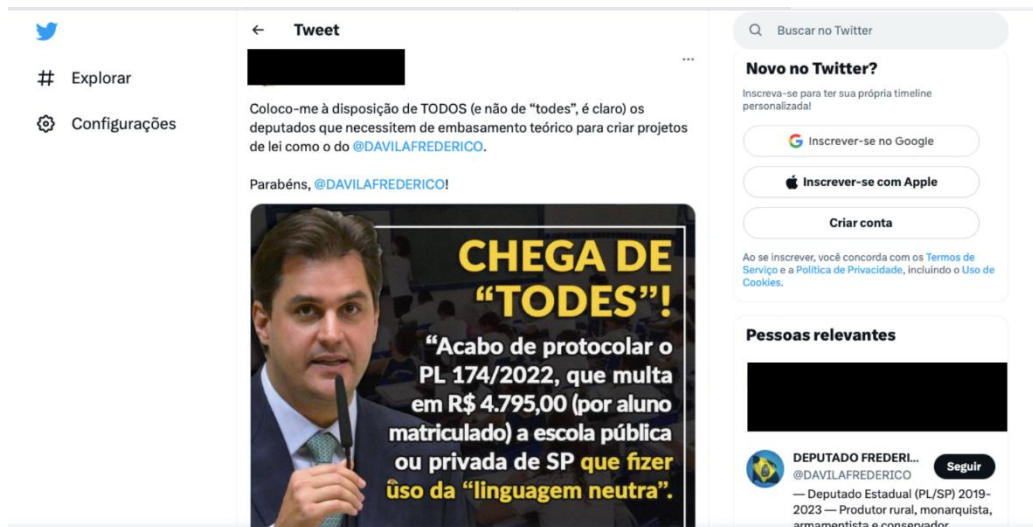 Tweet
Explorar
Configurações
Coloco-me à disposição de TODOS (e não de “todes”, é claro) os
deputados que necessitem de embasamento teórico para criar projetos
de lei como o do @DAVILAFREDERICO.
Parabéns, @DAVILAFREDERICO!
CHEGA DE
“TODES”!
“Acabo de protocolar o
PL 174/2022, que multa
em R$ 4.795,00 (por aluno
matriculado) a escola pública
ou privada de SP que fizer
uso da “linguagem neutra”.
Buscar no Twitter
Novo no Twitter?
Inscreva-se para ter sua própria timeline
personalizada!
Inscrever-se no Google
Inscrever-se com Apple
Criar conta
Ao se inscrever, você concorda com os Termos de
Serviço e a Política de Privacidade, incluindo o Uso de
Cookies.
Pessoas relevantes
DEPUTADO FREDERI...
@DAVILAFREDERICO
Seguir
— Deputado Estadual (PL/SP) 2019-
2023 — Produtor rural, monarquista,
armamentista e conservador